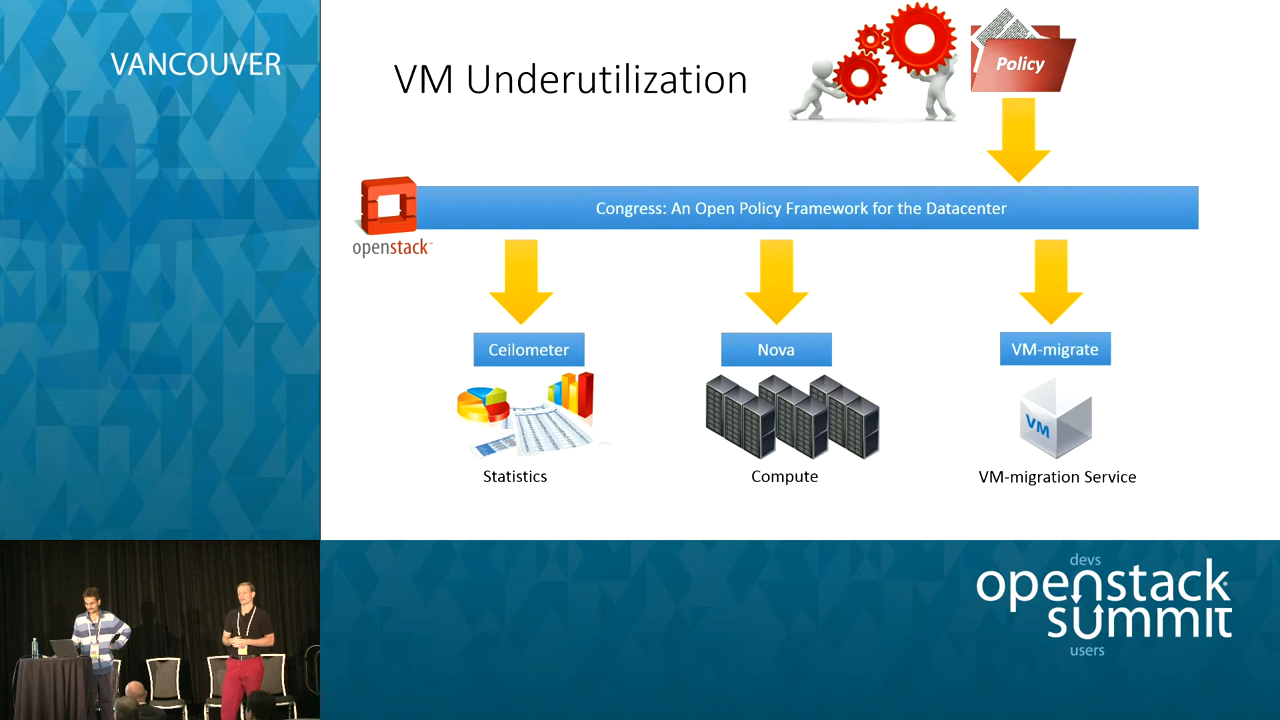 VANCOUVER
VM Underutilization
Policy
Congress: An Open Policy Framework for the Datacenter
openstack
Ceilometer
Nova
VM-migrate
VM
Statistics
Compute
VM-migration Service
devs
openstack
summit
users